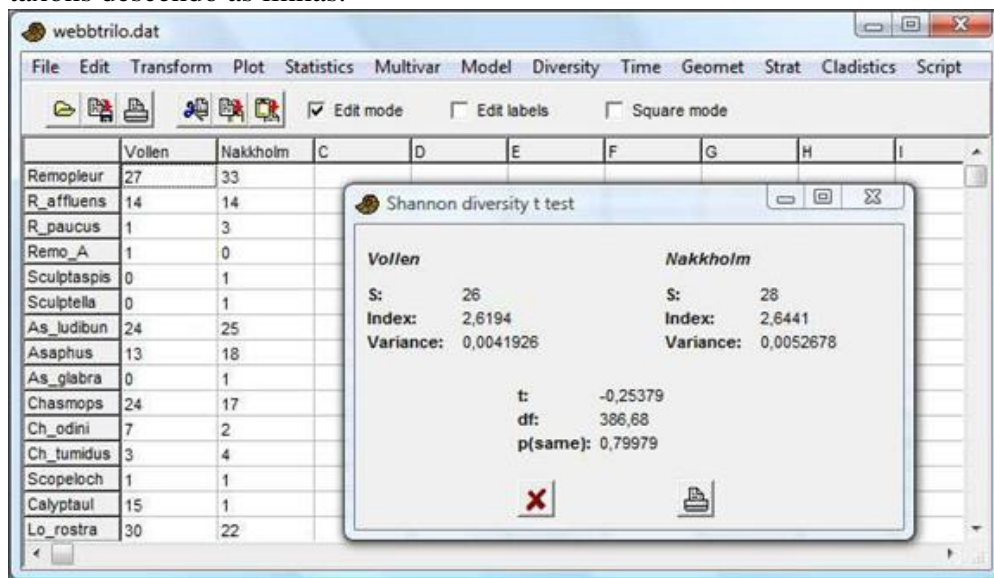 táxons descendo as linhas.
webbtrilo.dat
File Edit Transform Plot Statistics Multivar Model Diversity Time Geomet Strat Cladistics Script
Edit mode Edit labels Square mode
Vollen Nakkholm C D E F G H I
Remopleur 27 33
R_affluens 14 14
R_paucus 1 3
Remo_A 1 0
Sculptaspis 0 1
Sculptella 0 1
As_ludibun 24 25
Asaphus 13 18
As_glabra 0 1
Chasmops 24 17
Ch_odini 7 2
Ch_tumidus 3 4
Scopeloch 1 1
Calyptaul 15 1
Lo_rostra 30 22
Shannon diversity t test
Vollen Nakkholm
S: 26 S: 28
Index: 2,6194 Index: 2,6441
Variance: 0,0041926 Variance: 0,0052678
t: -0,25379
df: 386,68
p(same): 0,79979